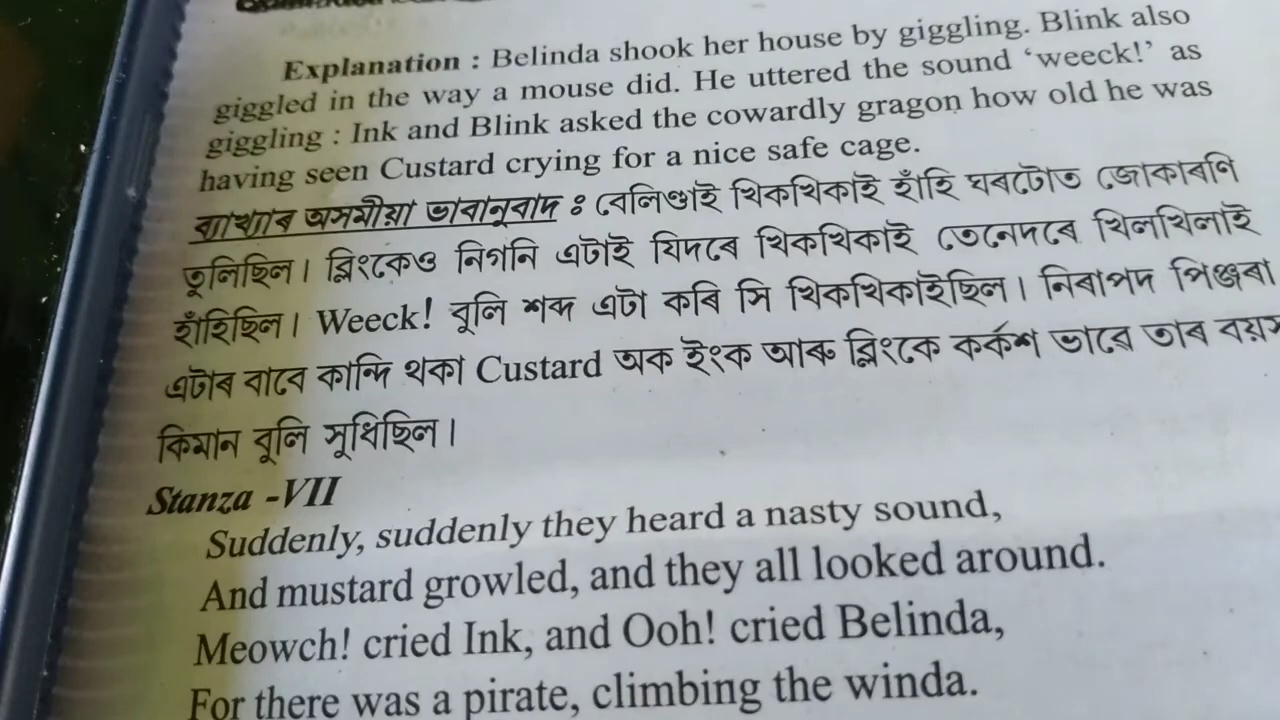 Explanation : Belinda shook her house by giggling. Blink also
giggled in the way a mouse did. He uttered the sound ‘weeck!’ as
giggling : Ink and Blink asked the cowardly gragon how old he was
having seen Custard crying for a nice safe cage.
ব্যাখ্যাৰ অসমীয়া ভাবানুবাদ ঃ বেলিণ্ডাই খিকখিকাই হাঁহি ঘৰটোত জোকাৰণি
তুলিছিল। ব্লিংকেও নিগনি এটাই যিদৰে খিকখিকাই তেনেদৰে খিলখিলাই
হাঁহিছিল। Weeck! বুলি শব্দ এটা কৰি সি খিকখিকাইছিল। নিৰাপদ পিঞ্জৰা
এটাৰ বাবে কান্দি থকা Custard অক ইংক আৰু ব্লিংকে কৰ্কশ ভাৱে তাৰ বয়স
কিমান বুলি সুধিছিল।
Stanza -VII
Suddenly, suddenly they heard a nasty sound,
And mustard growled, and they all looked around.
Meowch! cried Ink, and Ooh! cried Belinda,
For there was a pirate, climbing the winda.